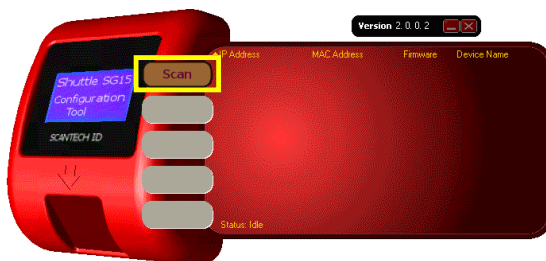 Version 2.0.0.2
IP Address MAC Address Firmware Device Name
Scan
Shuttle SG15
Configuration
Tool
SCANTECH ID
Status: Idle